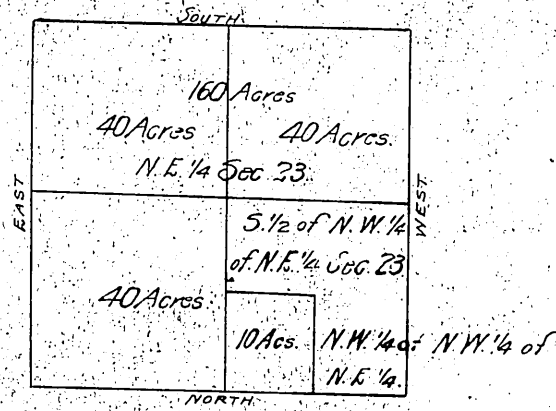 SOUTH.
160 Acres
40 Acres
40 Acres.
N.E. 1/4 Sec 23.
EAST
WEST
S. 1/2 of N.W. 1/4
of N.E. 1/4 Sec. 23
40 Acres.
10 Acs.
N.W. 1/4 of N.W. 1/4 of
N.E. 1/4.
NORTH.